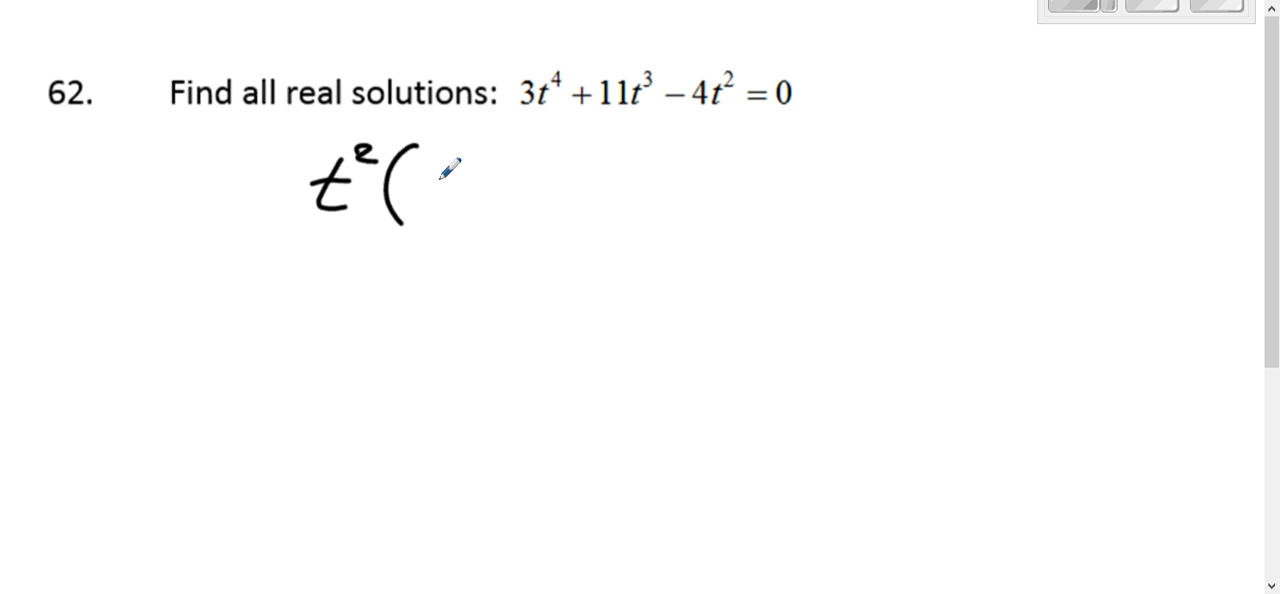 62. Find all real solutions: 3t⁴ + 11t³ − 4t² = 0
t²(